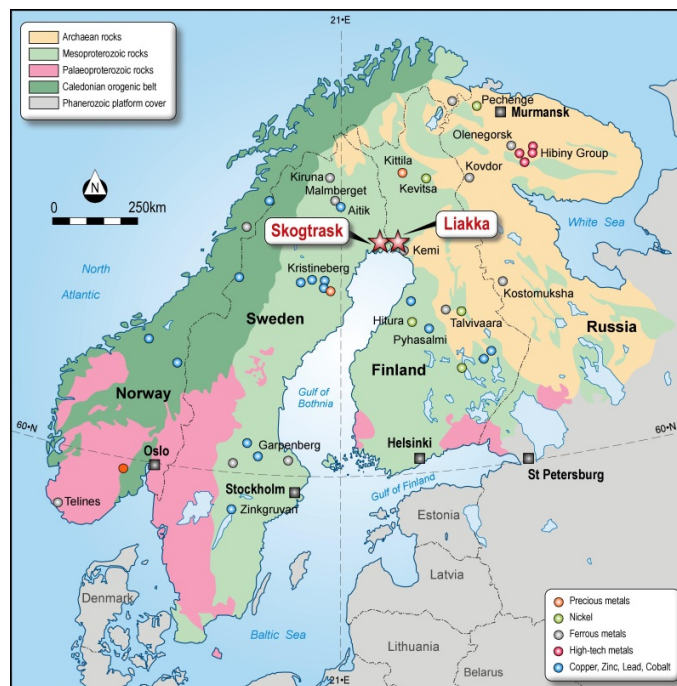 21•E
Archaean rocks
Mesoproterozoic rocks
Palaeoproterozoic rocks
Caledonian orogenic belt
Phanerozoic platform cover
N
0
250km
Pechenge
Murmansk
Olenegorsk
Hibiny Group
Kittila
Kovdor
Kiruna
Kevitsa
Malmberget
Aitik
Skogtrask
Liakka
White Sea
Kemi
North
Atlantic
Kristineberg
Kostomuksha
Sweden
Hitura
Talvivaara
Russia
Pyhasalmi
Finland
Norway
Gulf of
Bothnia
60•N
60•N
Oslo
Garpenberg
Helsinki
St Petersburg
Telines
Stockholm
Gulf of Finland
Zinkgruvan
Estonia
Latvia
Denmark
Baltic Sea
Lithuania
Belarus
Precious metals
Nickel
Ferrous metals
High-tech metals
Copper, Zinc, Lead, Cobalt
21•E